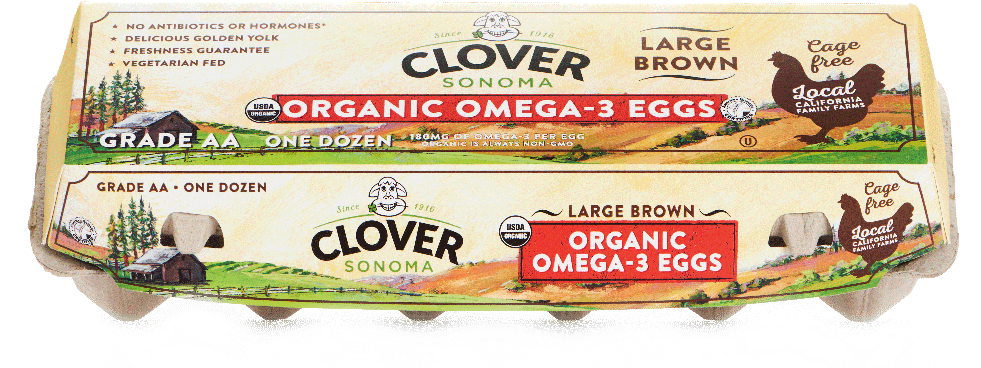 ★ NO ANTIBIOTICS OR HORMONES*
★ DELICIOUS GOLDEN YOLK
★ FRESHNESS GUARANTEE
★ VEGETARIAN FED
Since 1916
CLOVER
SONOMA
LARGE
BROWN
Cage
free
Local
CALIFORNIA
FAMILY FARMS
USDA
ORGANIC
ORGANIC OMEGA-3 EGGS
GRADE AA ONE DOZEN
180MG OF OMEGA-3 PER EGG
ORGANIC IS ALWAYS NON-GMO
U
GRADE AA • ONE DOZEN
Since 1916
CLOVER
SONOMA
USDA
ORGANIC
LARGE BROWN
ORGANIC
OMEGA-3 EGGS
Cage
free
Local
CALIFORNIA
FAMILY FARMS